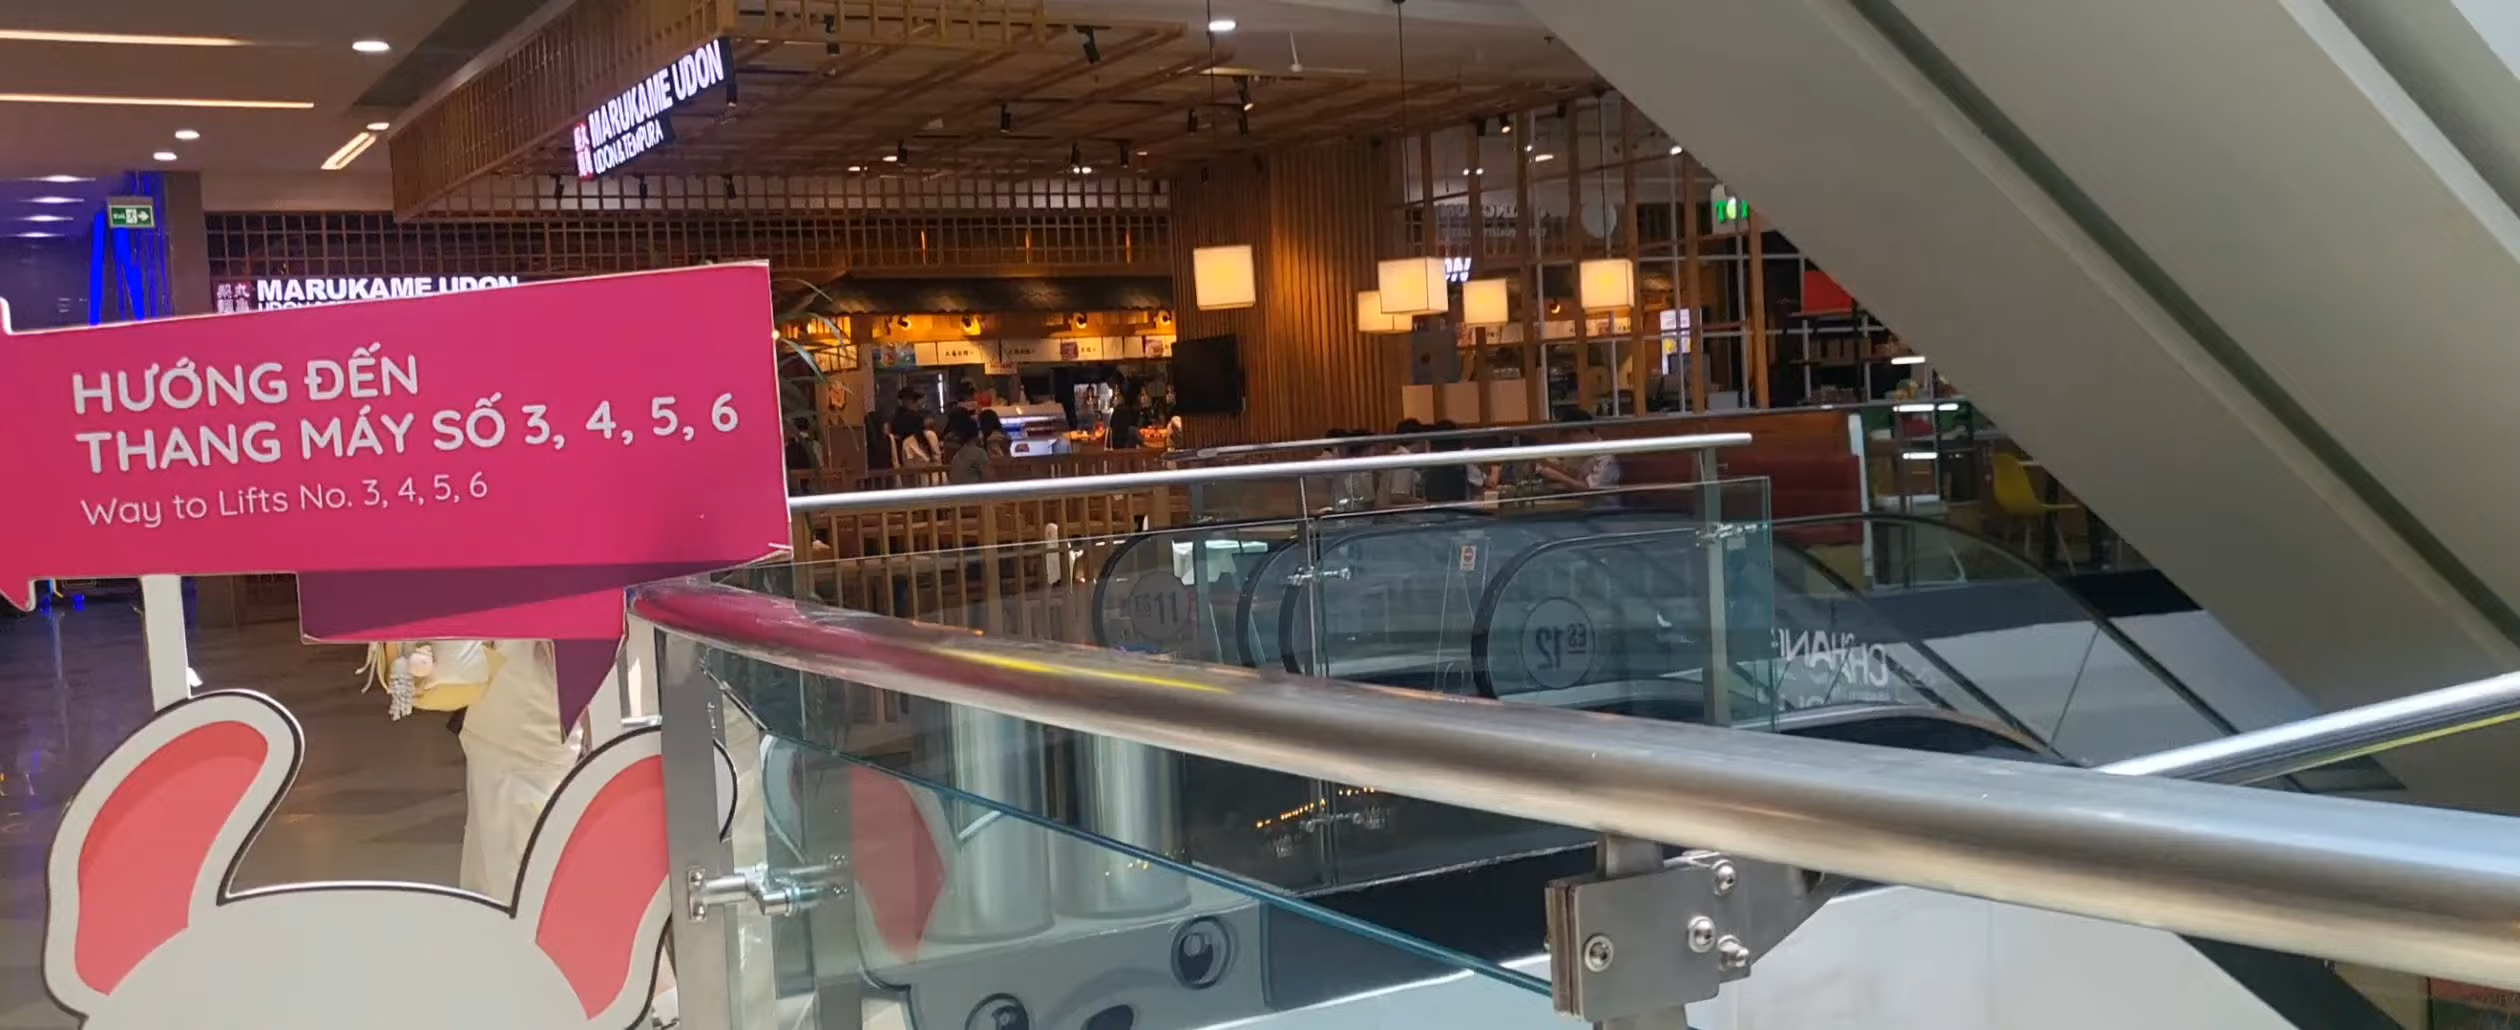 MARUKAME UDON
UDON & TEMPURA
MARUKAME UDON
HƯỚNG ĐẾN
THANG MÁY SỐ 3, 4, 5, 6
Way to Lifts No. 3, 4, 5, 6
ES 11
ES 12